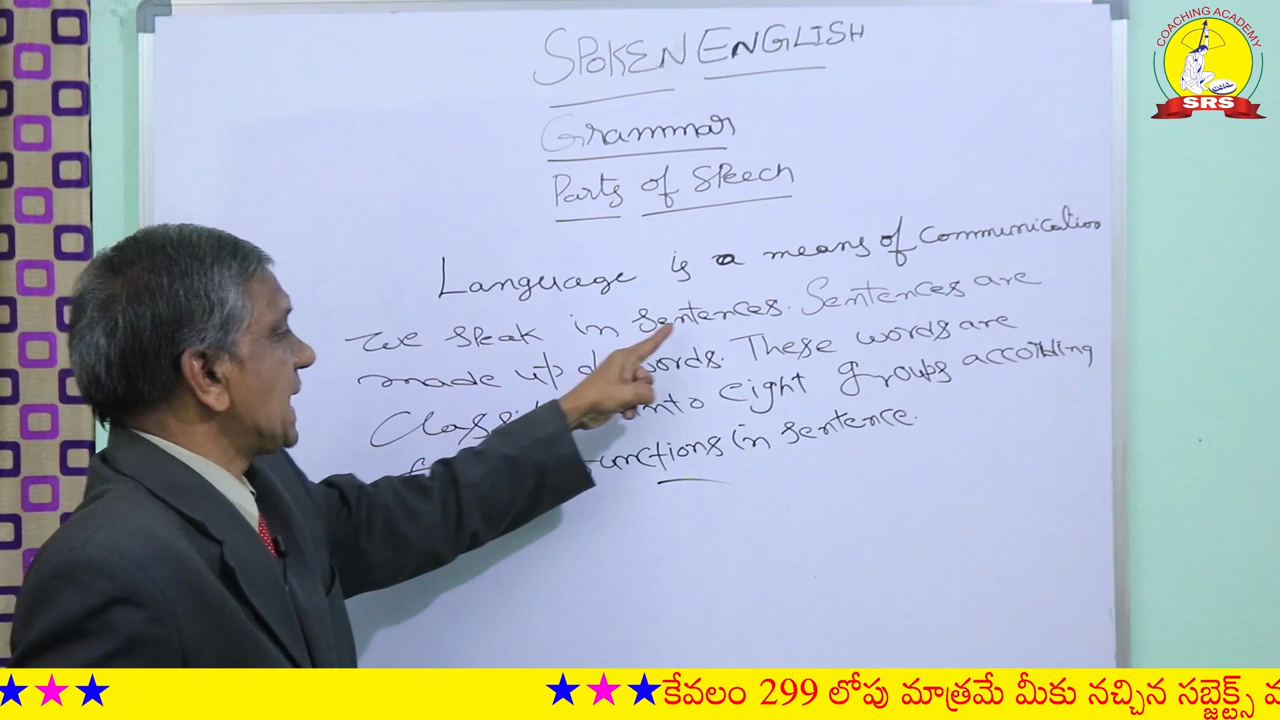 COACHING ACADEMY
SRS
SPOKEN ENGLISH
Grammar
Parts of Speech
Language is a means of communication
we speak in sentences. Sentences are
made up words. These words are
into eight groups according
functions in sentence.
కేవలం 299 లోపు మాత్రమే మీకు నచ్చిన సబ్జెక్ట్స్